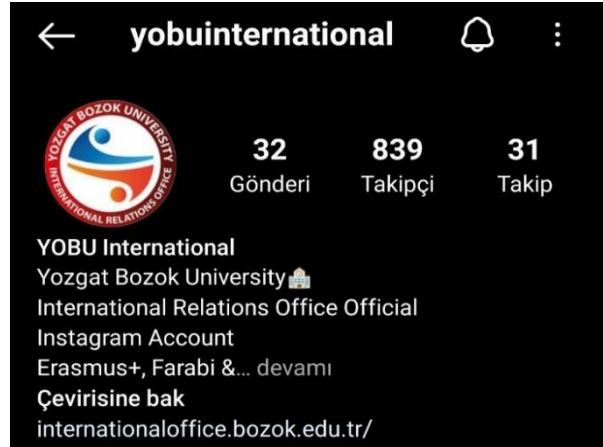 yobuinternational
YOZGAT BOZOK UNIVERSITY
INTERNATIONAL RELATIONS OFFICE
32 839 31
Gönderi Takipçi Takip
YOBU International
Yozgat Bozok University
International Relations Office Official
Instagram Account
Erasmus+, Farabi &... devamı
Çevirisine bak
internationaloffice.bozok.edu.tr/